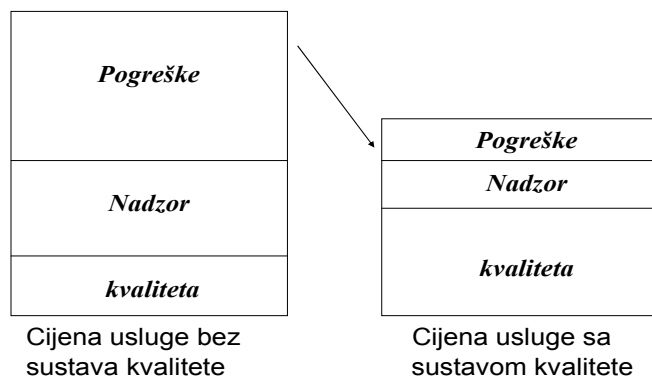 Pogreške
Nadzor
kvaliteta
Cijena usluge bez
sustava kvalitete
Pogreške
Nadzor
kvaliteta
Cijena usluge sa
sustavom kvalitete